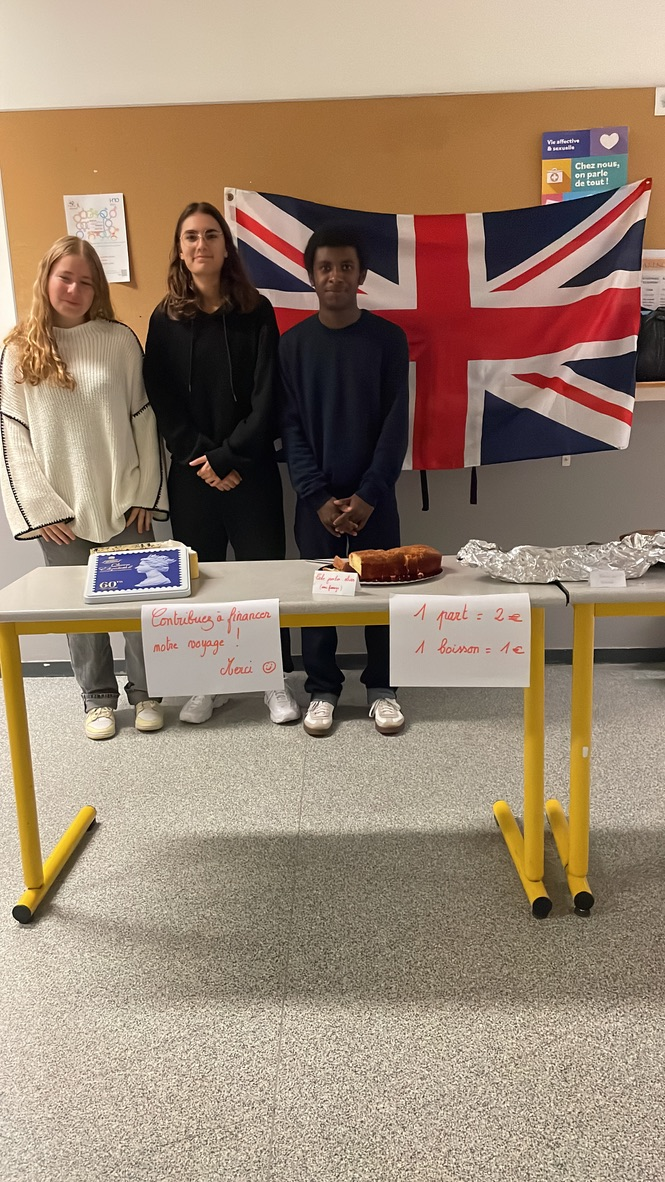 Vie affective
& sexuelle
Chez nous,
on parle
de tout !
60
Contribuez à financer
notre voyage !
Merci ☺
1 part = 2 €
1 boisson = 1 €